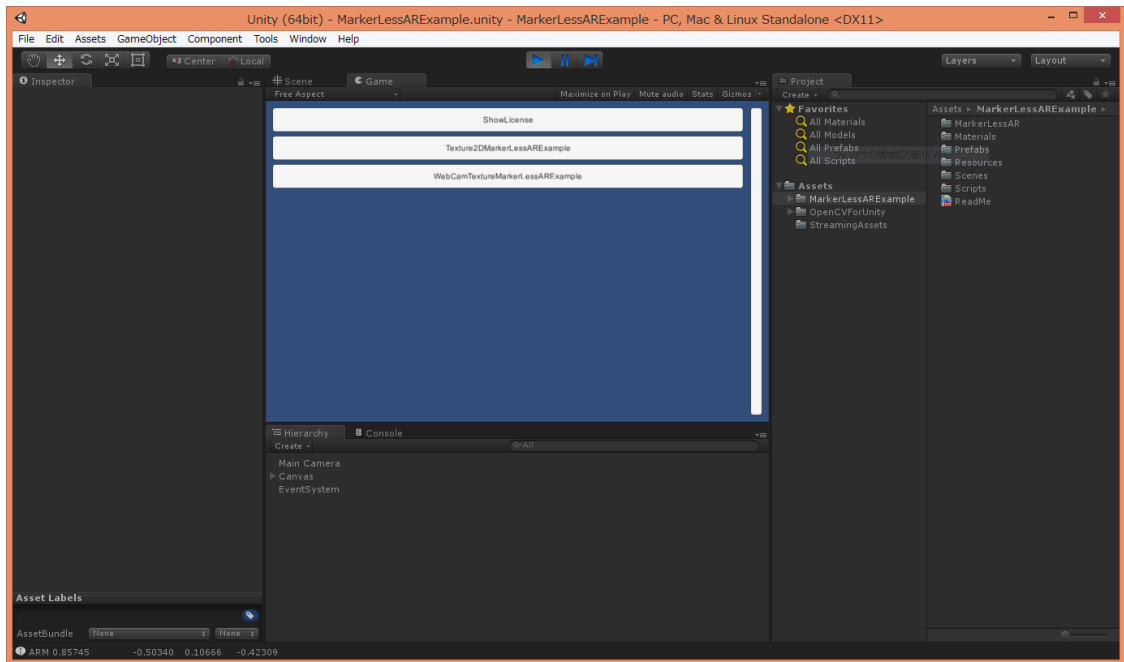 Unity (64bit) - MarkerLessARExample.unity - MarkerLessARExample - PC, Mac & Linux Standalone <DX11>
File Edit Assets GameObject Component Tools Window Help
Center Local
Layers Layout
Inspector
Scene Game
Free Aspect Maximize on Play Mute audio Stats Gizmos
ShowLicense
Texture2DMarkerLessARExample
WebCamTextureMarkerLessARExample
Hierarchy Console
Create All
Main Camera
Canvas
EventSystem
Project
Create
Favorites
All Materials
All Models
All Prefabs
All Scripts
Assets
MarkerLessARExample
OpenCVForUnity
StreamingAssets
Assets MarkerLessARExample
MarkerLessAR
Materials
Prefabs
Resources
Scenes
Scripts
ReadMe
Asset Labels
AssetBundle None None
ARM 0.85745 -0.50340 0.10666 -0.42309